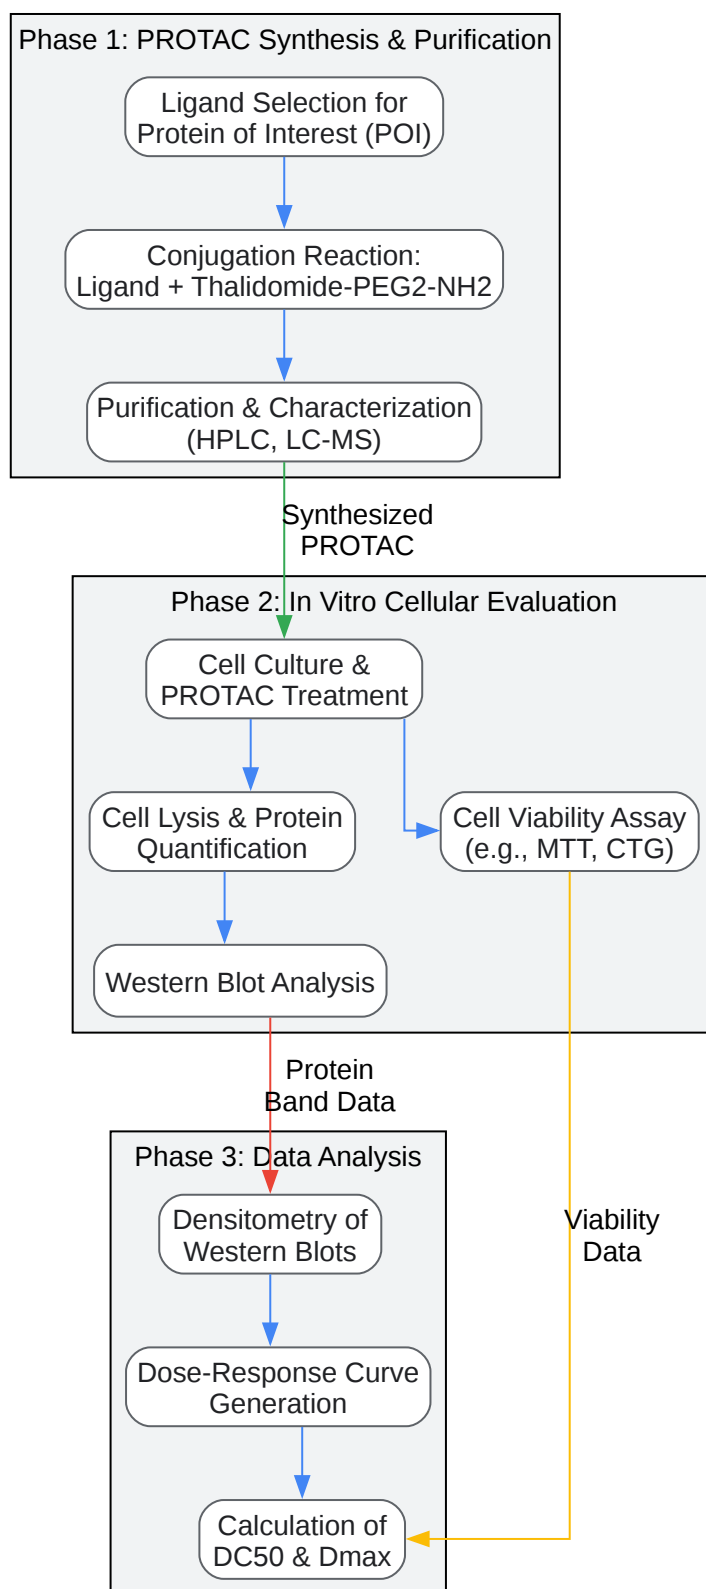 Phase 1: PROTAC Synthesis & Purification
Ligand Selection for
Protein of Interest (POI)
Conjugation Reaction:
Ligand + Thalidomide-PEG2-NH2
Purification & Characterization
(HPLC, LC-MS)
Synthesized
PROTAC
Phase 2: In Vitro Cellular Evaluation
Cell Culture &
PROTAC Treatment
Cell Lysis & Protein
Quantification
Cell Viability Assay
(e.g., MTT, CTG)
Western Blot Analysis
Protein
Band Data
Phase 3: Data Analysis
Densitometry of
Western Blots
Viability
Data
Dose-Response Curve
Generation
Calculation of
DC50 & Dmax